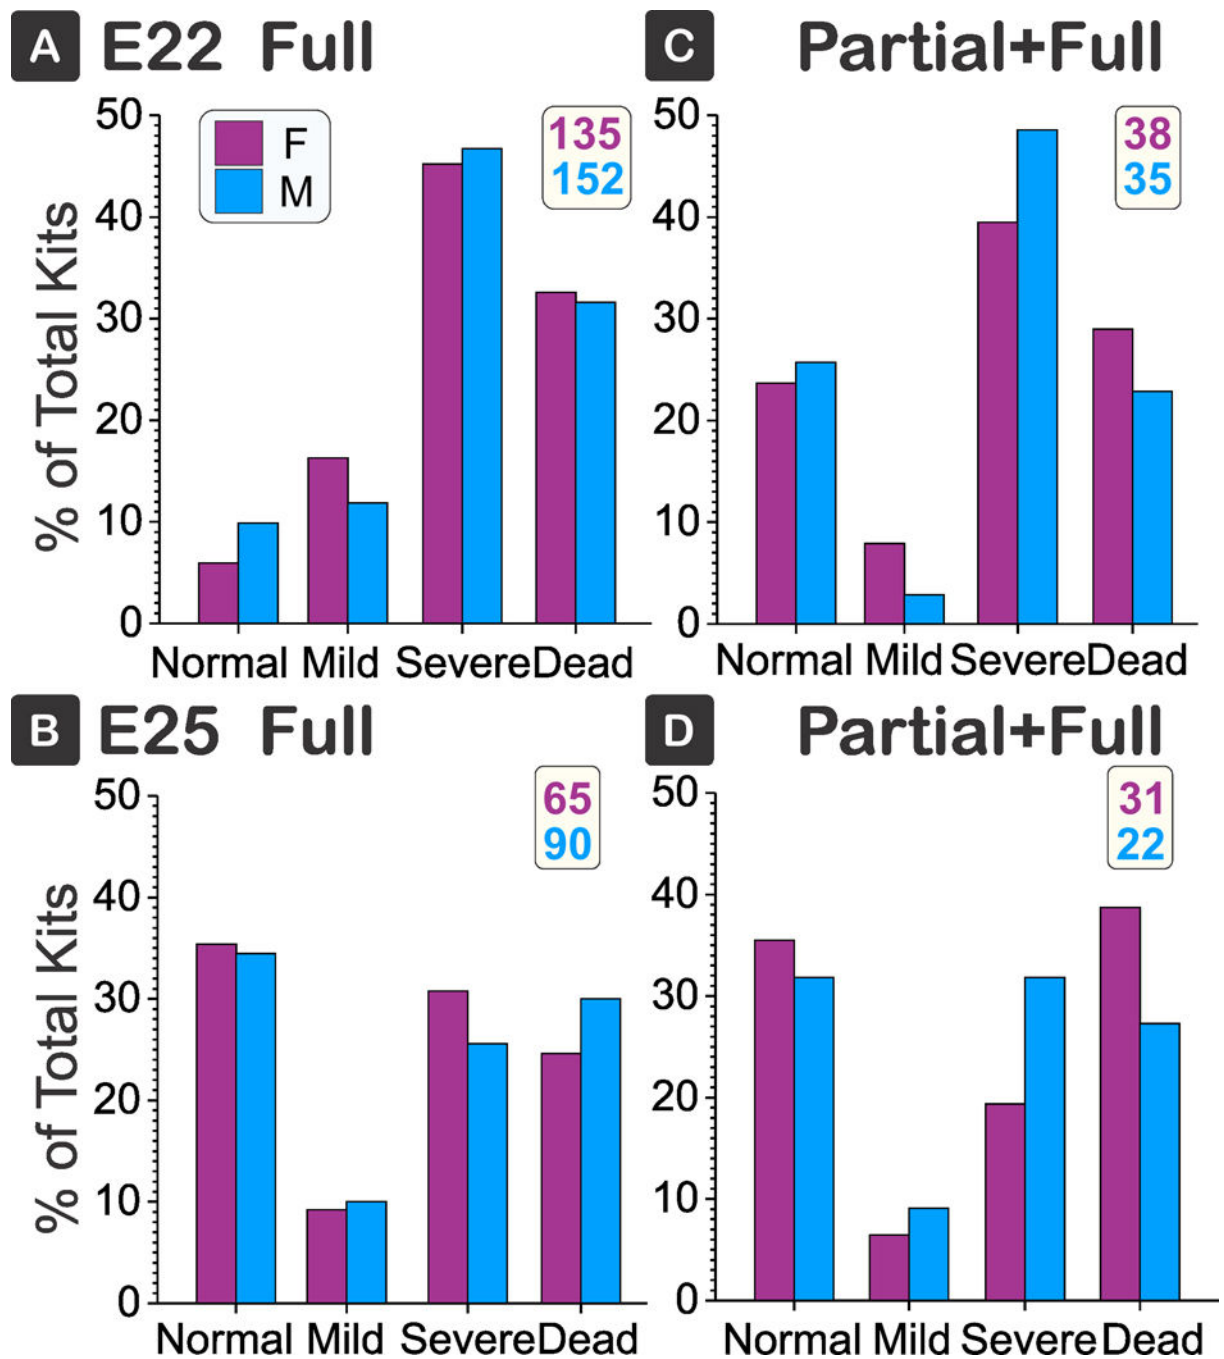 A E22 Full
% of Total Kits
50
40
30
20
10
0
F
M
135
152
Normal Mild Severe Dead
C Partial+Full
50
40
30
20
10
0
38
35
Normal Mild Severe Dead
B E25 Full
% of Total Kits
50
40
30
20
10
0
65
90
Normal Mild Severe Dead
D Partial+Full
50
40
30
20
10
0
31
22
Normal Mild Severe Dead